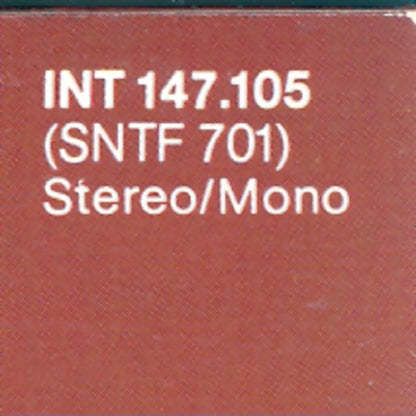 INT 147.105
(SNTF 701)
Stereo/Mono